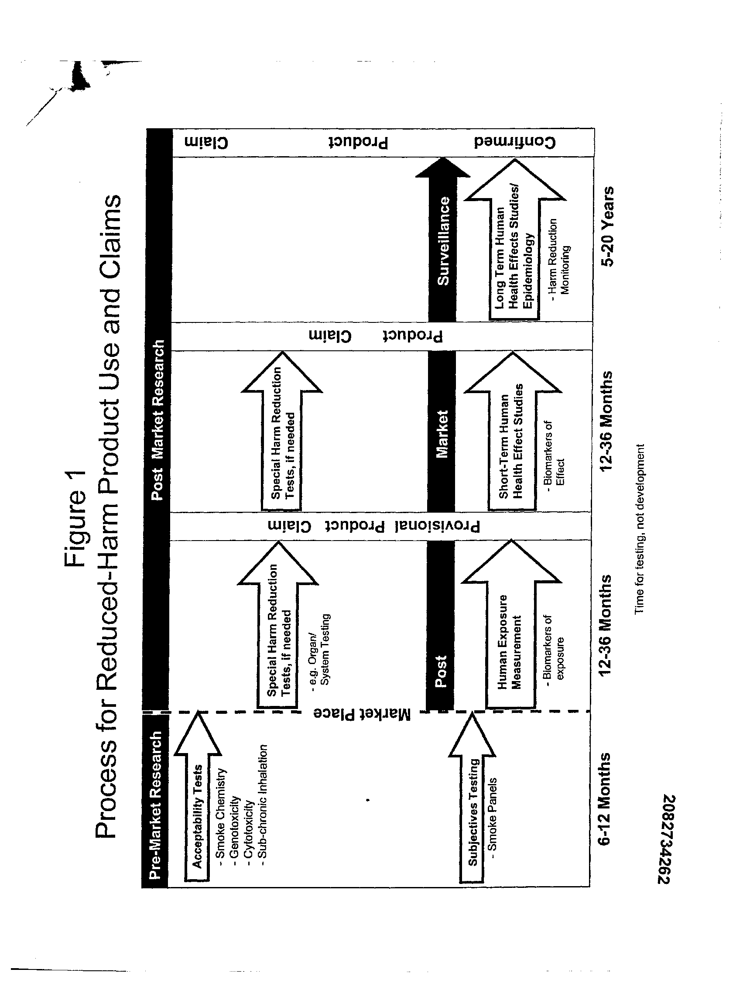 Figure 1
Process for Reduced-Harm Product Use and Claims
Pre-Market Research
Post Market Research
Acceptability Tests
- Smoke Chemistry
- Genotoxicity
- Cytotoxicity
- Sub-chronic Inhalation
Subjectives Testing
- Smoke Panels
Market Place
Special Harm Reduction
Tests, if needed
- e.g. Organ/
System Testing
Human Exposure
Measurement
- Biomarkers of
exposure
Provisional Product Claim
Special Harm Reduction
Tests, if needed
Short-Term Human
Health Effect Studies
- Biomarkers of
Effect
Product Claim
Long Term Human
Health Effects Studies/
Epidemiology
- Harm Reduction
Monitoring
Confirmed Product Claim
Post Market Surveillance
6-12 Months
12-36 Months
12-36 Months
5-20 Years
Time for testing, not development
2082734262